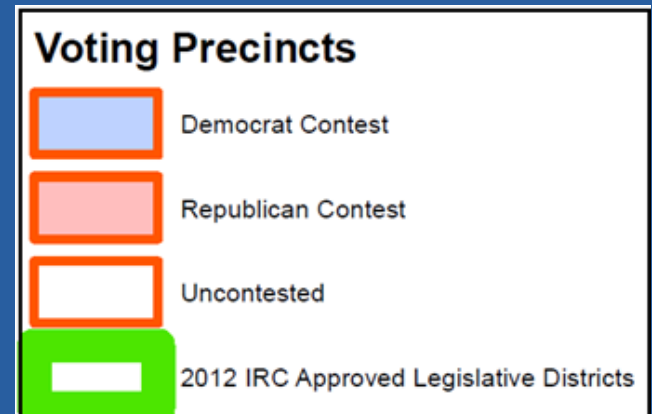 Voting Precincts
Democrat Contest
Republican Contest
Uncontested
2012 IRC Approved Legislative Districts